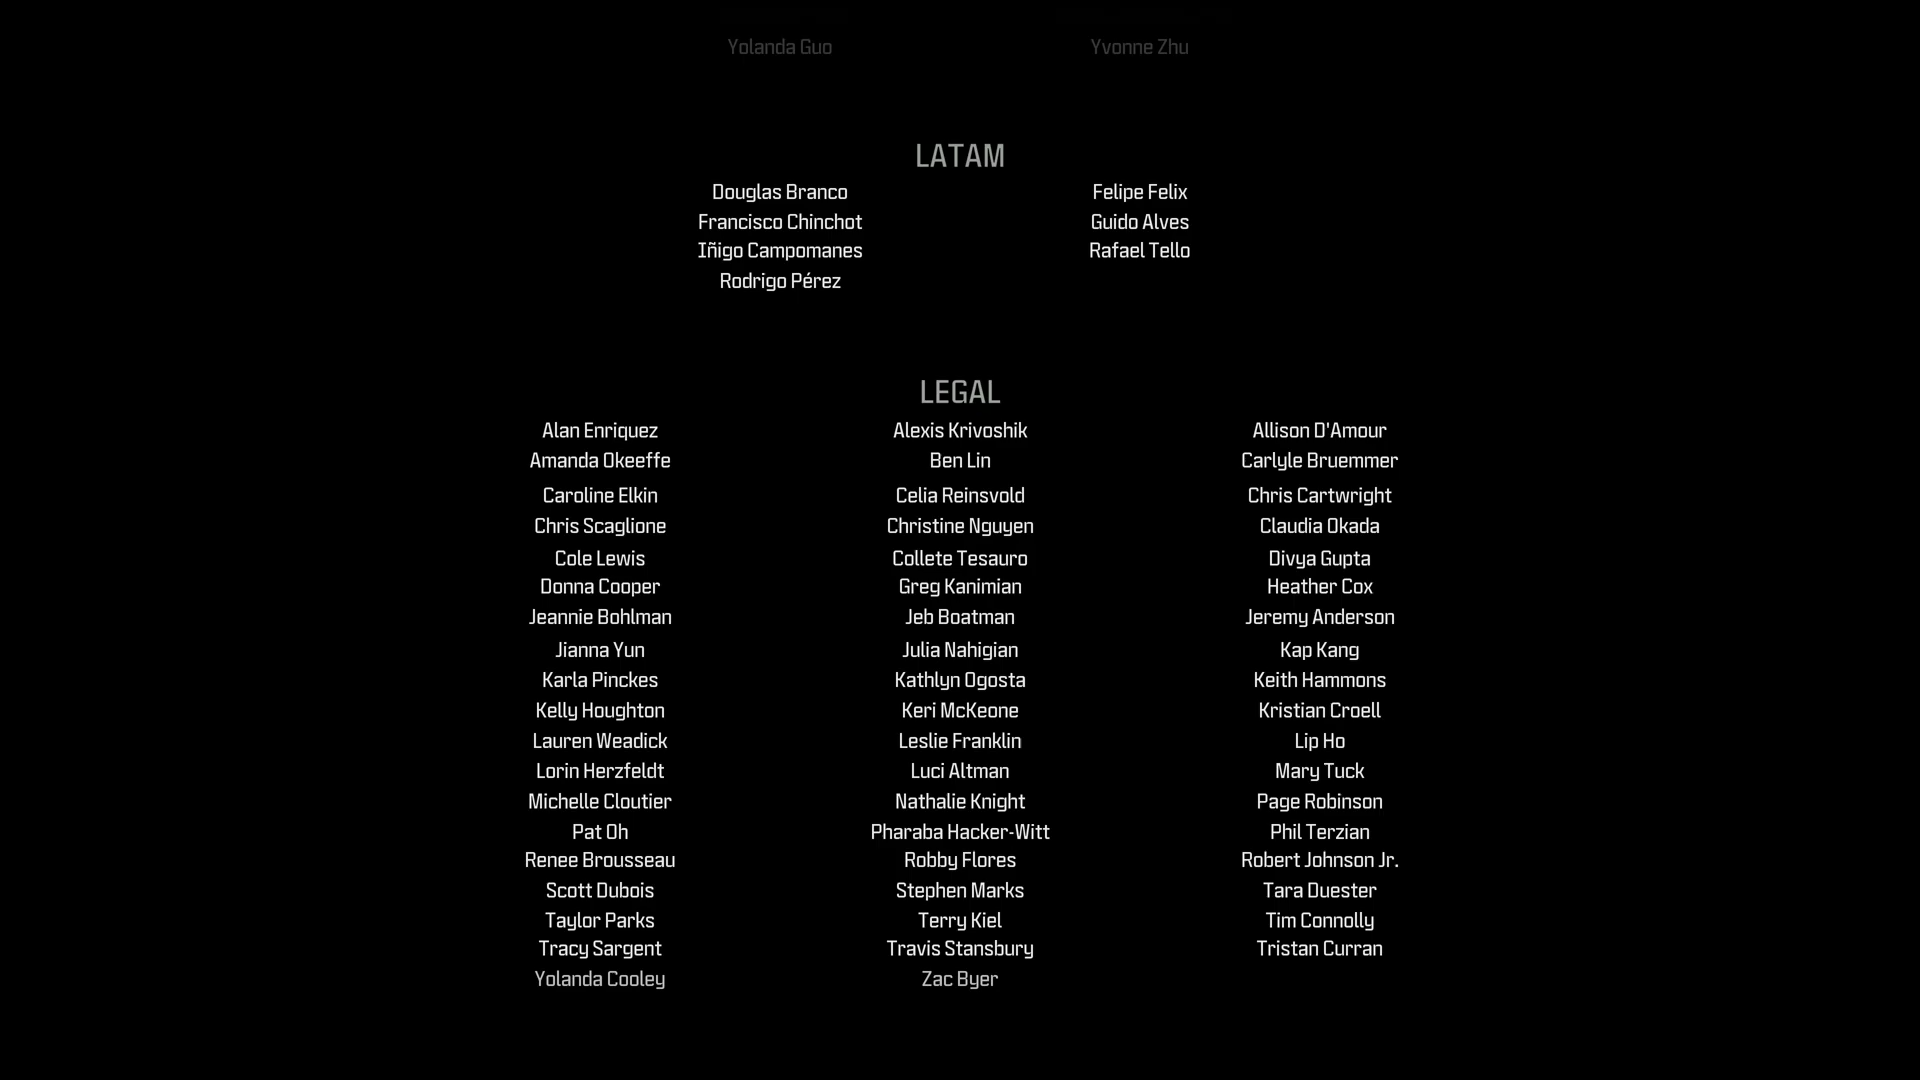 Yolanda Guo Yvonne Zhu
LATAM
Douglas Branco Felipe Felix
Francisco Chinchot Guido Alves
Iñigo Campomanes Rafael Tello
Rodrigo Pérez
LEGAL
Alan Enriquez Alexis Krivoshik Allison D'Amour
Amanda Okeeffe Ben Lin Carlyle Bruemmer
Caroline Elkin Celia Reinsvold Chris Cartwright
Chris Scaglione Christine Nguyen Claudia Okada
Cole Lewis Collete Tesauro Divya Gupta
Donna Cooper Greg Kanimian Heather Cox
Jeannie Bohlman Jeb Boatman Jeremy Anderson
Jianna Yun Julia Nahigian Kap Kang
Karla Pinckes Kathlyn Ogosta Keith Hammons
Kelly Houghton Keri McKeone Kristian Croell
Lauren Weadick Leslie Franklin Lip Ho
Lorin Herzfeldt Luci Altman Mary Tuck
Michelle Cloutier Nathalie Knight Page Robinson
Pat Oh Pharaba Hacker-Witt Phil Terzian
Renee Brousseau Robby Flores Robert Johnson Jr.
Scott Dubois Stephen Marks Tara Duester
Taylor Parks Terry Kiel Tim Connolly
Tracy Sargent Travis Stansbury Tristan Curran
Yolanda Cooley Zac Byer